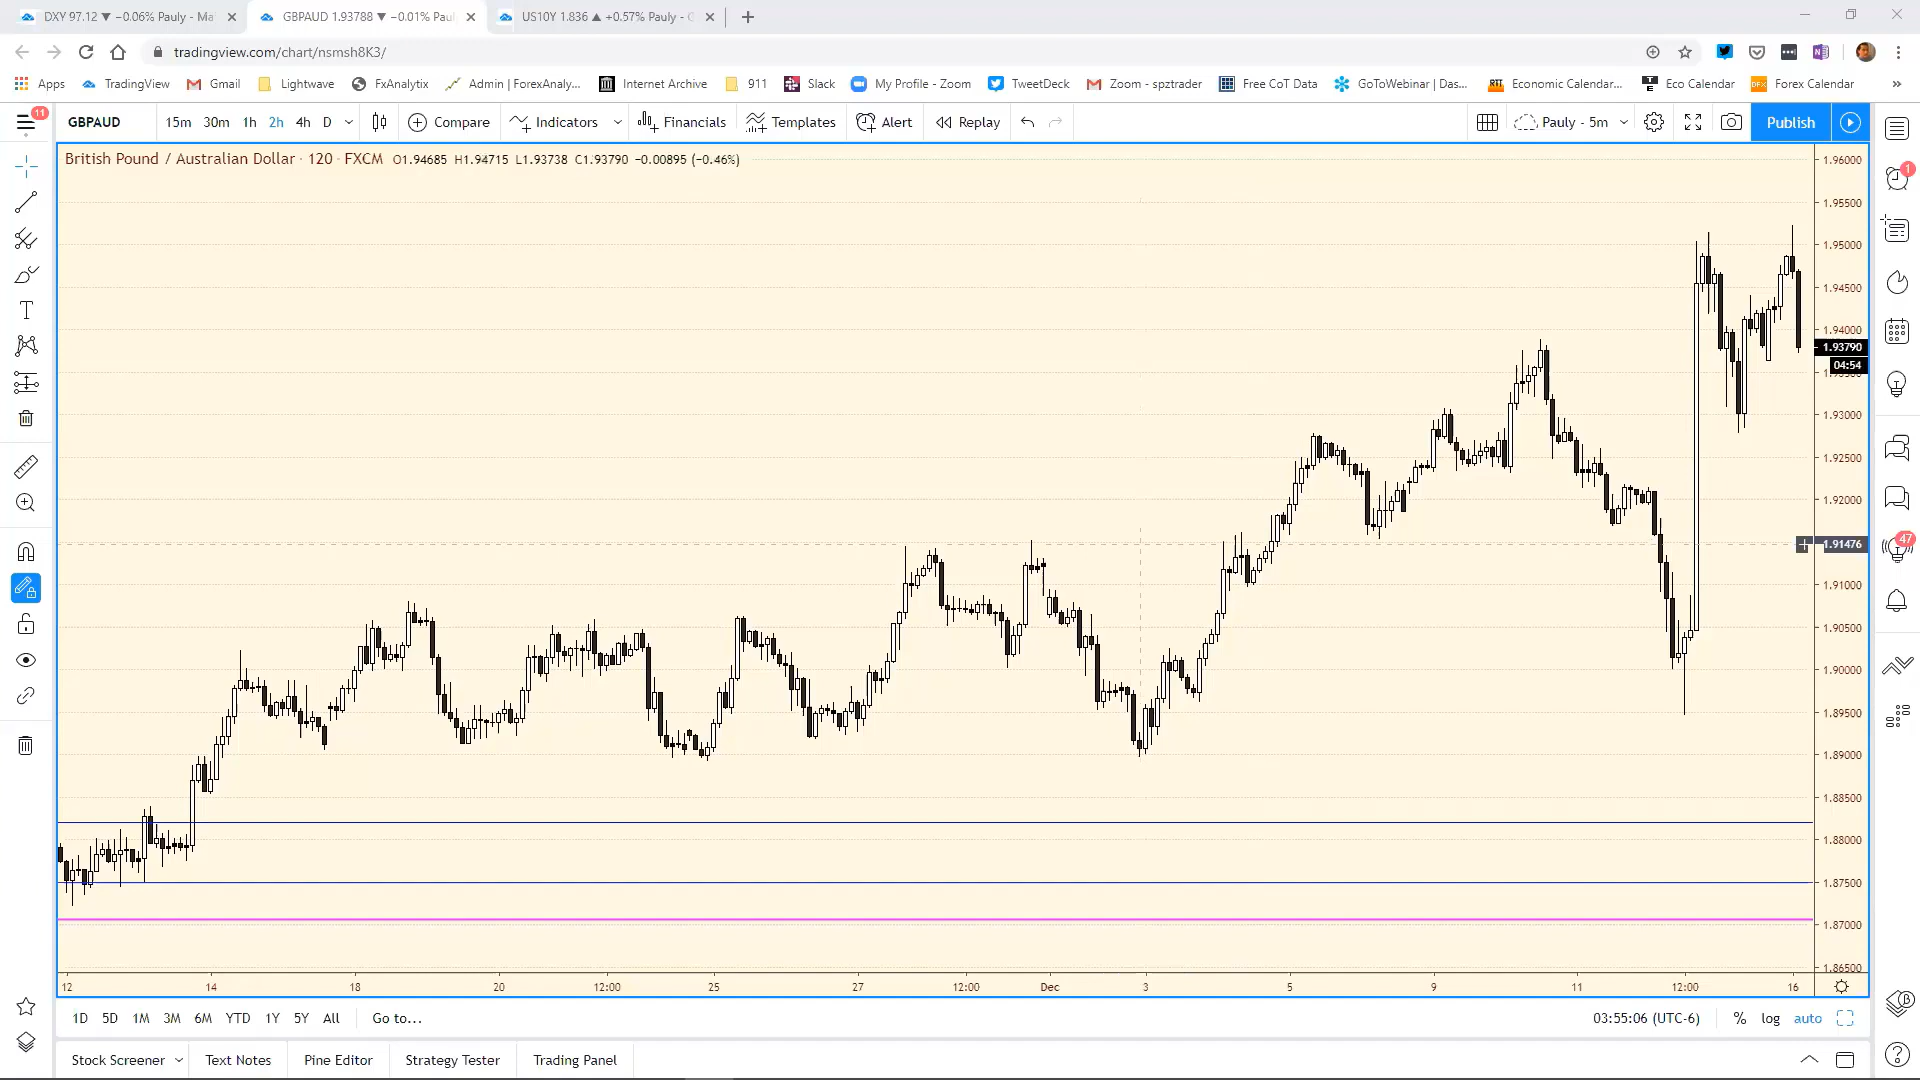 DXY 97.12 ▼ −0.06% Pauly - Ma
GBPAUD 1.93788 ▼ −0.01% Paul
US10Y 1.836 ▲ +0.57% Pauly - C
tradingview.com/chart/nsmsh8K3/
Apps TradingView Gmail Lightwave FxAnalytix Admin | ForexAnaly... Internet Archive 911 Slack My Profile - Zoom TweetDeck Zoom - spztrader Free CoT Data GoToWebinar | Das... Economic Calendar... Eco Calendar Forex Calendar »
11 GBPAUD 15m 30m 1h 2h 4h D Compare Indicators Financials Templates Alert Replay Pauly - 5m Publish
British Pound / Australian Dollar · 120 · FXCM O1.94685 H1.94715 L1.93738 C1.93790 −0.00895 (−0.46%)
1.96000
1
1.95500
1.95000
1.94500
1.94000
1.93790
04:54
1.93000
1.92500
1.92000
1.91476
47
1.91000
1.90500
1.90000
1.89500
1.89000
1.88500
1.88000
1.87500
1.87000
1.86500
12 14 18 20 12:00 25 27 12:00 Dec 3 5 9 11 12:00 16
1D 5D 1M 3M 6M YTD 1Y 5Y All Go to... 03:55:06 (UTC-6) % log auto
Stock Screener Text Notes Pine Editor Strategy Tester Trading Panel